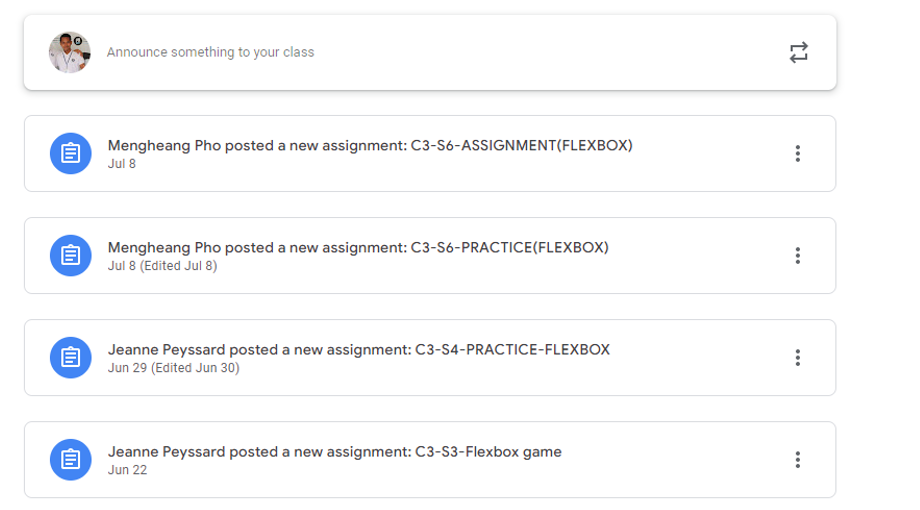 Announce something to your class
Mengheang Pho posted a new assignment: C3-S6-ASSIGNMENT(FLEXBOX)
Jul 8
Mengheang Pho posted a new assignment: C3-S6-PRACTICE(FLEXBOX)
Jul 8 (Edited Jul 8)
Jeanne Peyssard posted a new assignment: C3-S4-PRACTICE-FLEXBOX
Jun 29 (Edited Jun 30)
Jeanne Peyssard posted a new assignment: C3-S3-Flexbox game
Jun 22